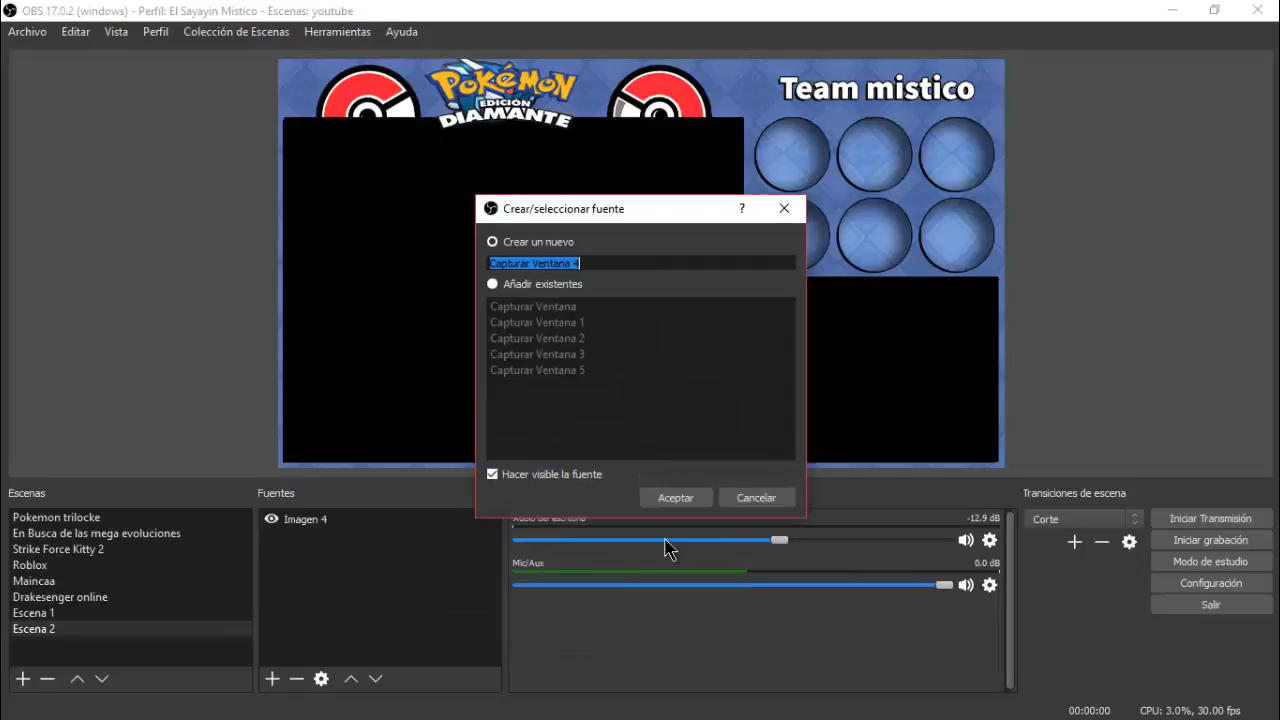 OBS 17.0.2 (windows) - Perfil: El Sayayin Mistico - Escenas: youtube
Archivo Editar Vista Perfil Colección de Escenas Herramientas Ayuda
POKéMON
EDICIÓN
DIAMANTE
Team mistico
Crear/seleccionar fuente ?
Crear un nuevo
Capturar Ventana 4
Añadir existentes
Capturar Ventana
Capturar Ventana 1
Capturar Ventana 2
Capturar Ventana 3
Capturar Ventana 5
Hacer visible la fuente
Aceptar Cancelar
Escenas
Pokemon trilocke
En Busca de las mega evoluciones
Strike Force Kitty 2
Roblox
Maincaa
Drakesenger online
Escena 1
Escena 2
Fuentes
Imagen 4
Audio del escritorio -12.9 dB
Mic/Aux 0.0 dB
Transiciones de escena
Corte
Iniciar Transmisión
Iniciar grabación
Modo de estudio
Configuración
Salir
00:00:00 CPU: 3.0%, 30.00 fps